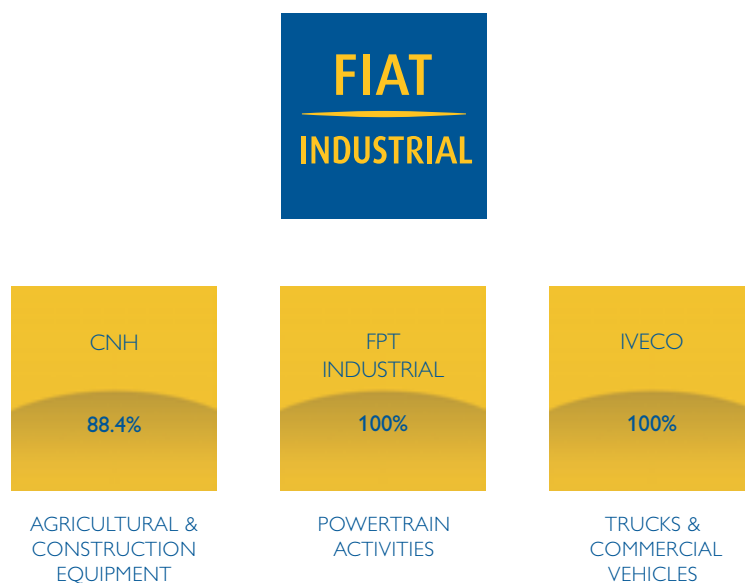 FIAT
INDUSTRIAL
CNH
88.4%
AGRICULTURAL &
CONSTRUCTION
EQUIPMENT
FPT
INDUSTRIAL
100%
POWERTRAIN
ACTIVITIES
IVECO
100%
TRUCKS &
COMMERCIAL
VEHICLES